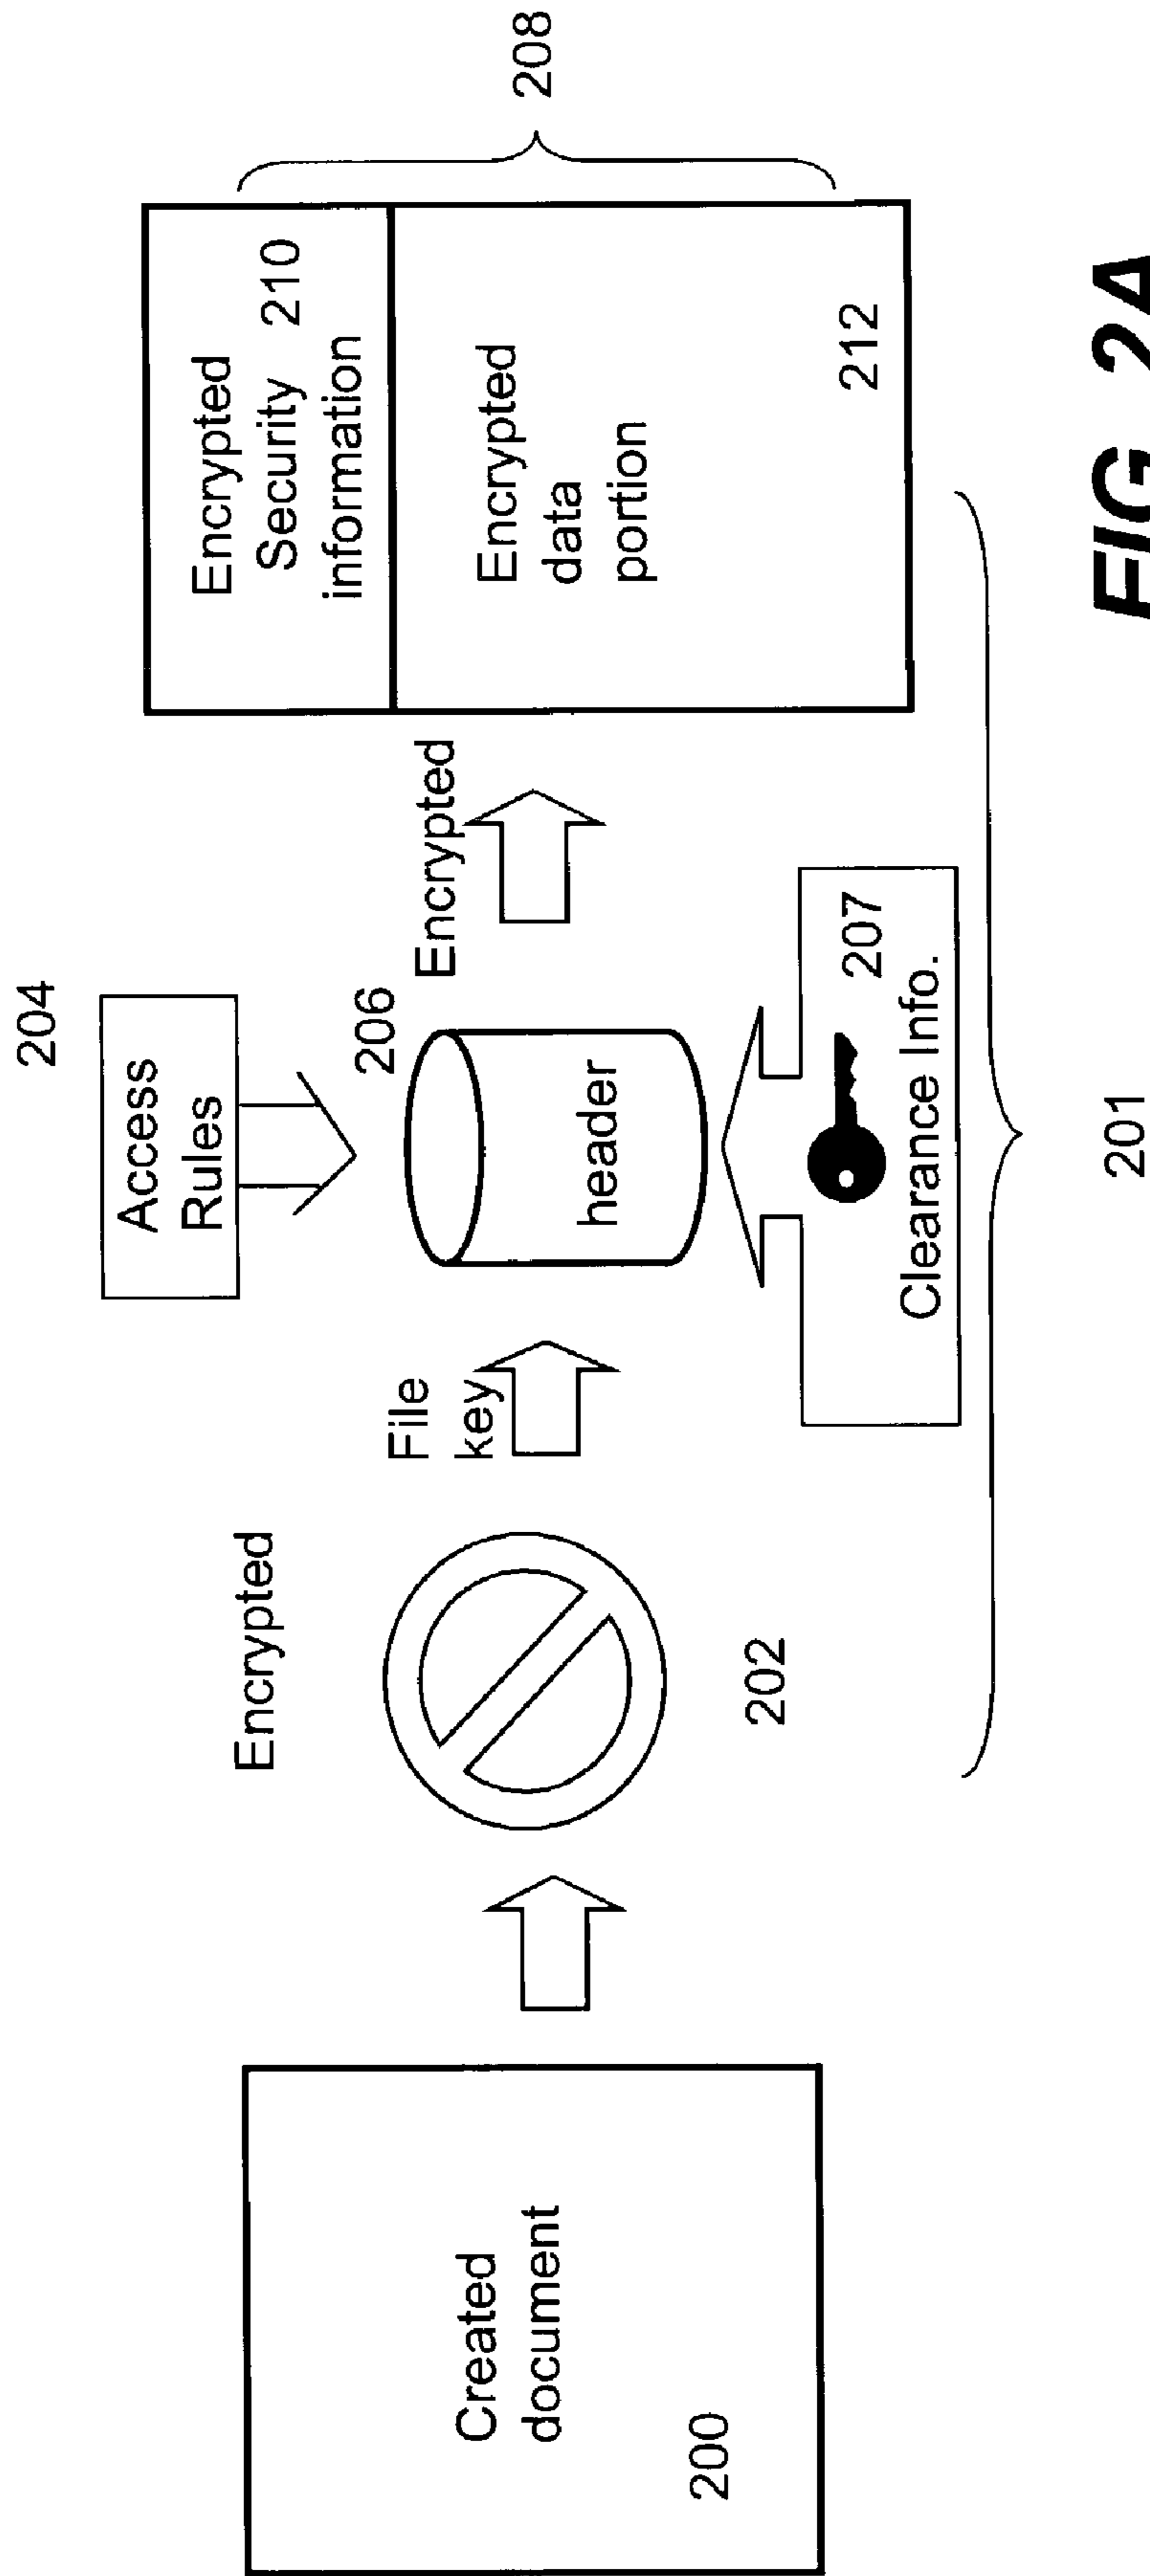 204
Access
Rules
Encrypted
File
key
206
header
Encrypted
Encrypted
Security 210
information
Encrypted
data
portion
212
208
Created
document
200
202
207
Clearance Info.
201
FIG. 2A